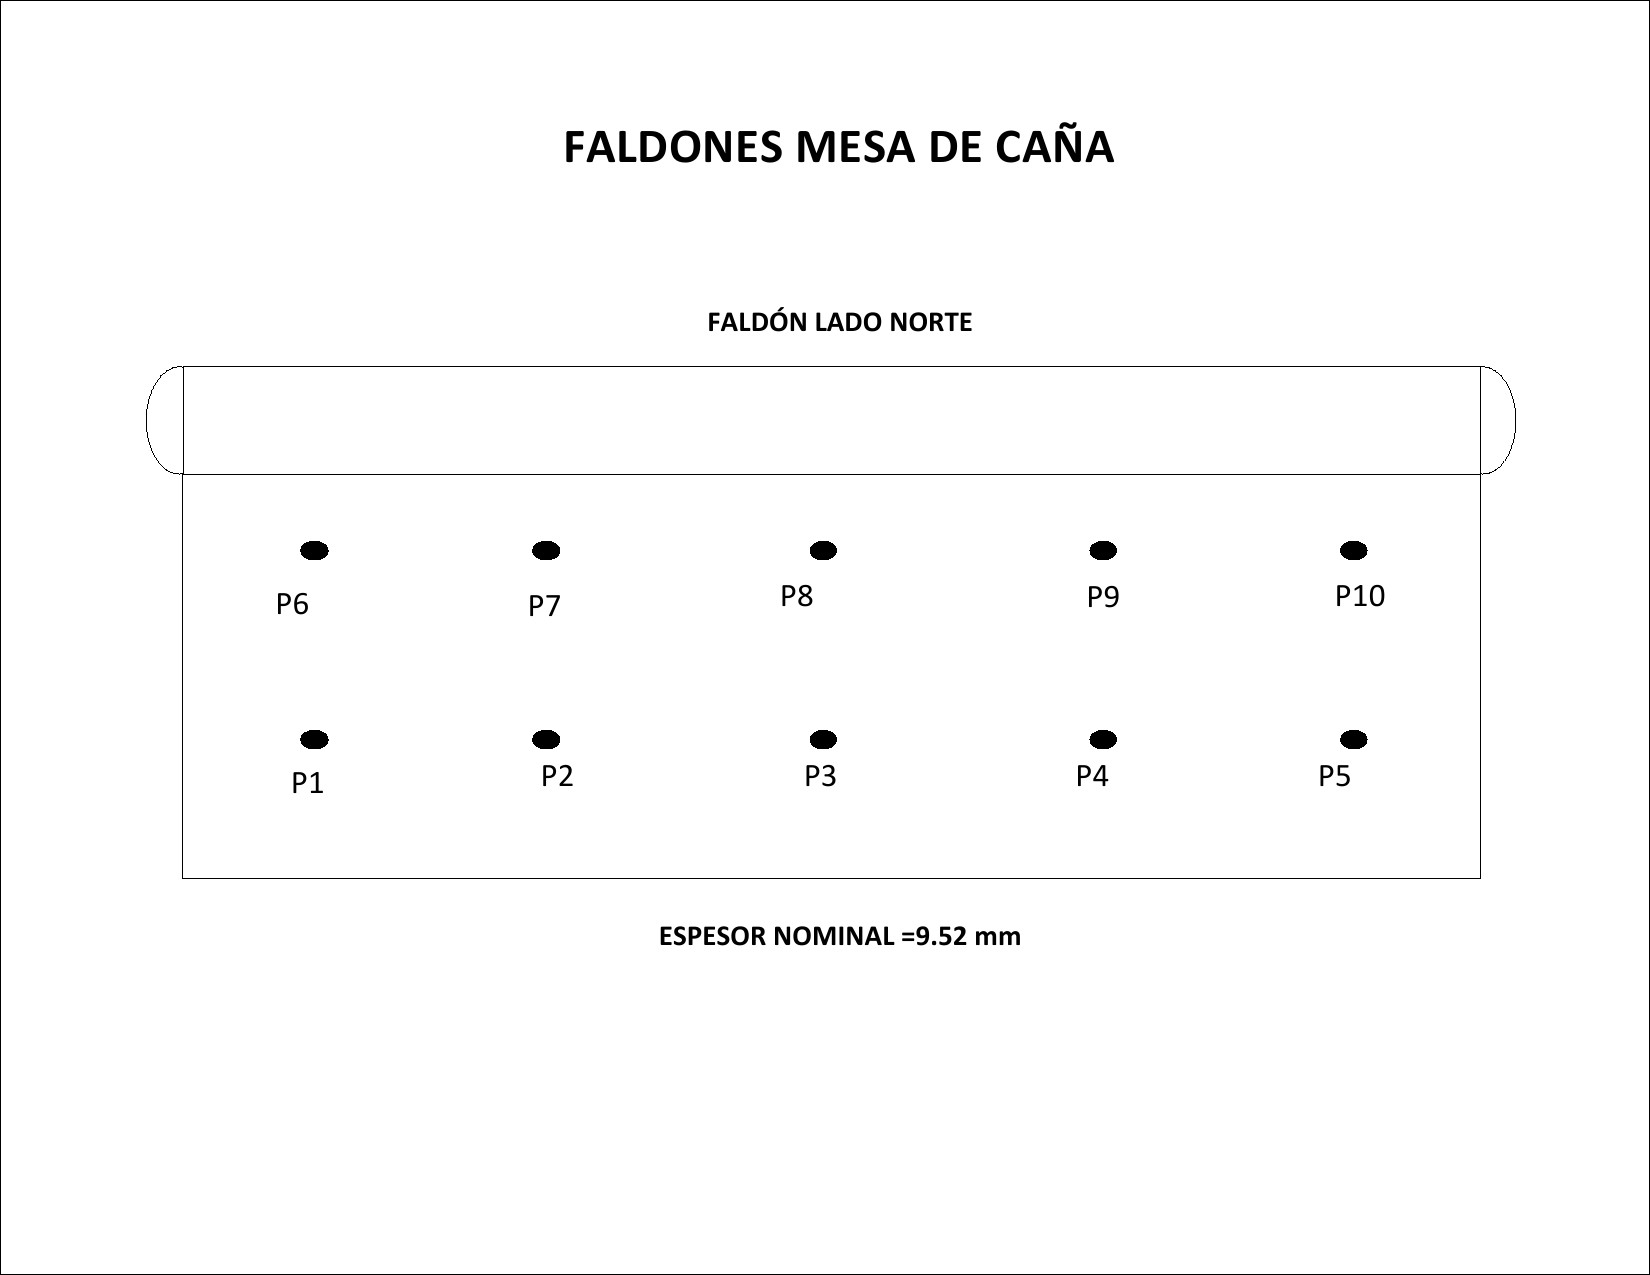 FALDONES MESA DE CAÑA
FALDÓN LADO NORTE
P6 P7 P8 P9 P10
P1 P2 P3 P4 P5
ESPESOR NOMINAL =9.52 mm